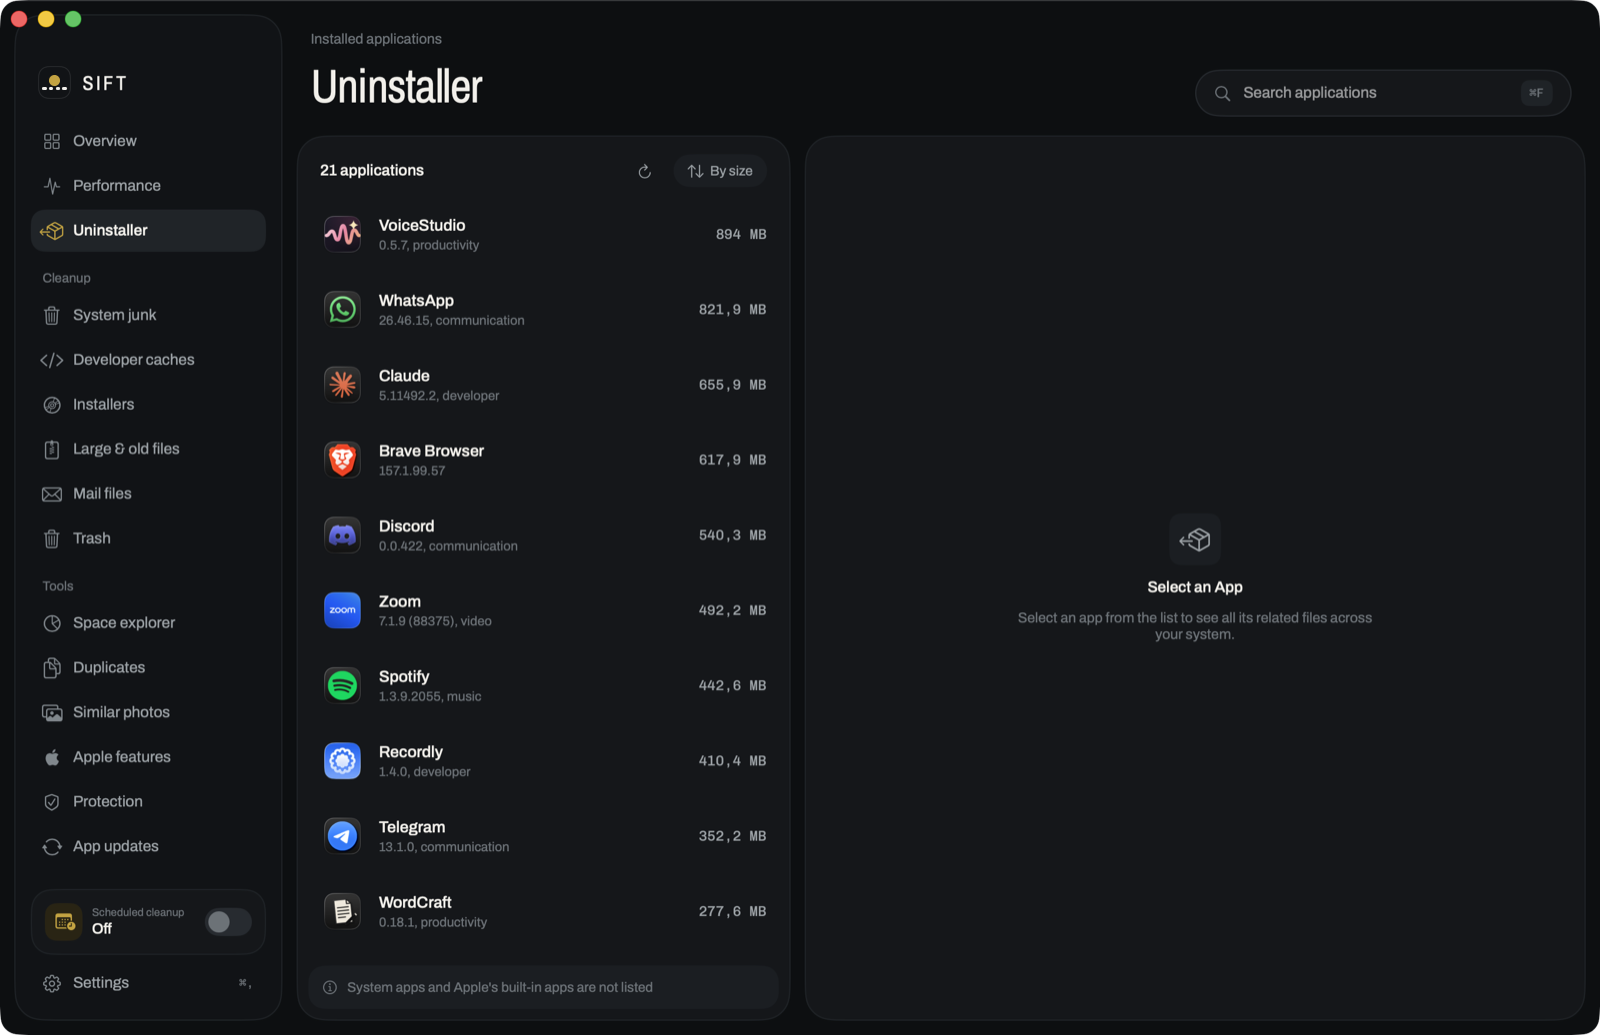 SIFT
Overview
Performance
Uninstaller
Cleanup
System junk
Developer caches
Installers
Large & old files
Mail files
Trash
Tools
Space explorer
Duplicates
Similar photos
Apple features
Protection
App updates
Scheduled cleanup
Off
Settings ⌘,
Installed applications
Uninstaller
Search applications ⌘F
21 applications By size
VoiceStudio
0.5.7, productivity
894 MB
WhatsApp
26.46.15, communication
821,9 MB
Claude
5.11492.2, developer
655,9 MB
Brave Browser
157.1.99.57
617,9 MB
Discord
0.0.422, communication
540,3 MB
zoom
Zoom
7.1.9 (88375), video
492,2 MB
Spotify
1.3.9.2055, music
442,6 MB
Recordly
1.4.0, developer
410,4 MB
Telegram
13.1.0, communication
352,2 MB
WordCraft
0.18.1, productivity
277,6 MB
System apps and Apple's built-in apps are not listed
Select an App
Select an app from the list to see all its related files across
your system.